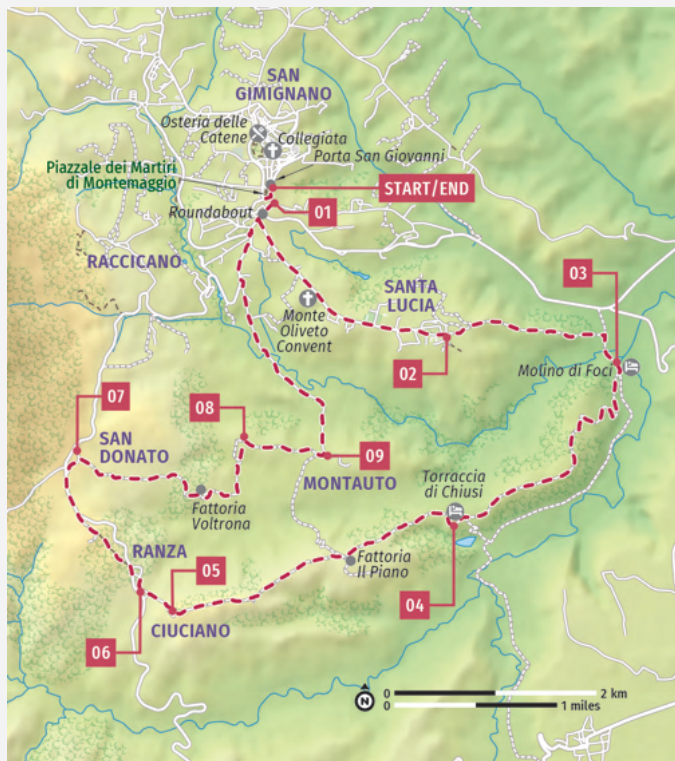 SAN
GIMIGNANO
Osteria delle
Catene
Collegiata
Porta San Giovanni
Piazzale dei Martiri
di Montemaggio
START/END
Roundabout
01
RACCICANO
Monte
Oliveto
Convent
SANTA
LUCIA
03
02
Molino di Foci
07
08
SAN
DONATO
09
MONTAUTO
Torraccia
di Chiusi
Fattoria
Voltrona
RANZA
05
Fattoria
Il Piano
04
CIUCIANO
06
N
0 2 km
0 1 miles